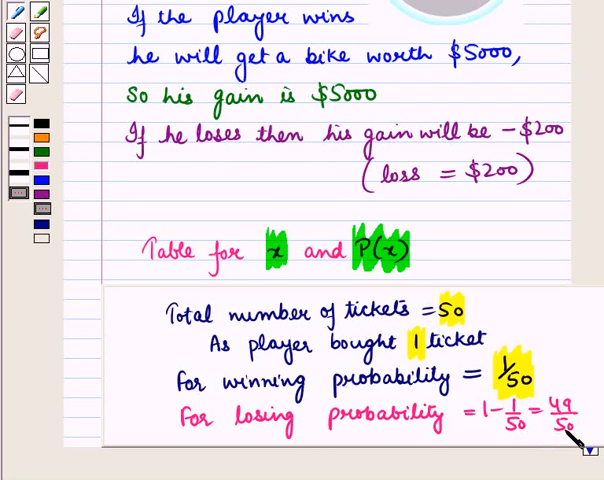 If the player wins
he will get a bike worth $5000,
So his gain is $5000
If he loses then his gain will be -$200
(loss = $200)
Table for x and P(x)
Total number of tickets = 50
As player bought 1 ticket
For winning probability = 1/50
For losing probability = 1 - 1/50 = 49/50